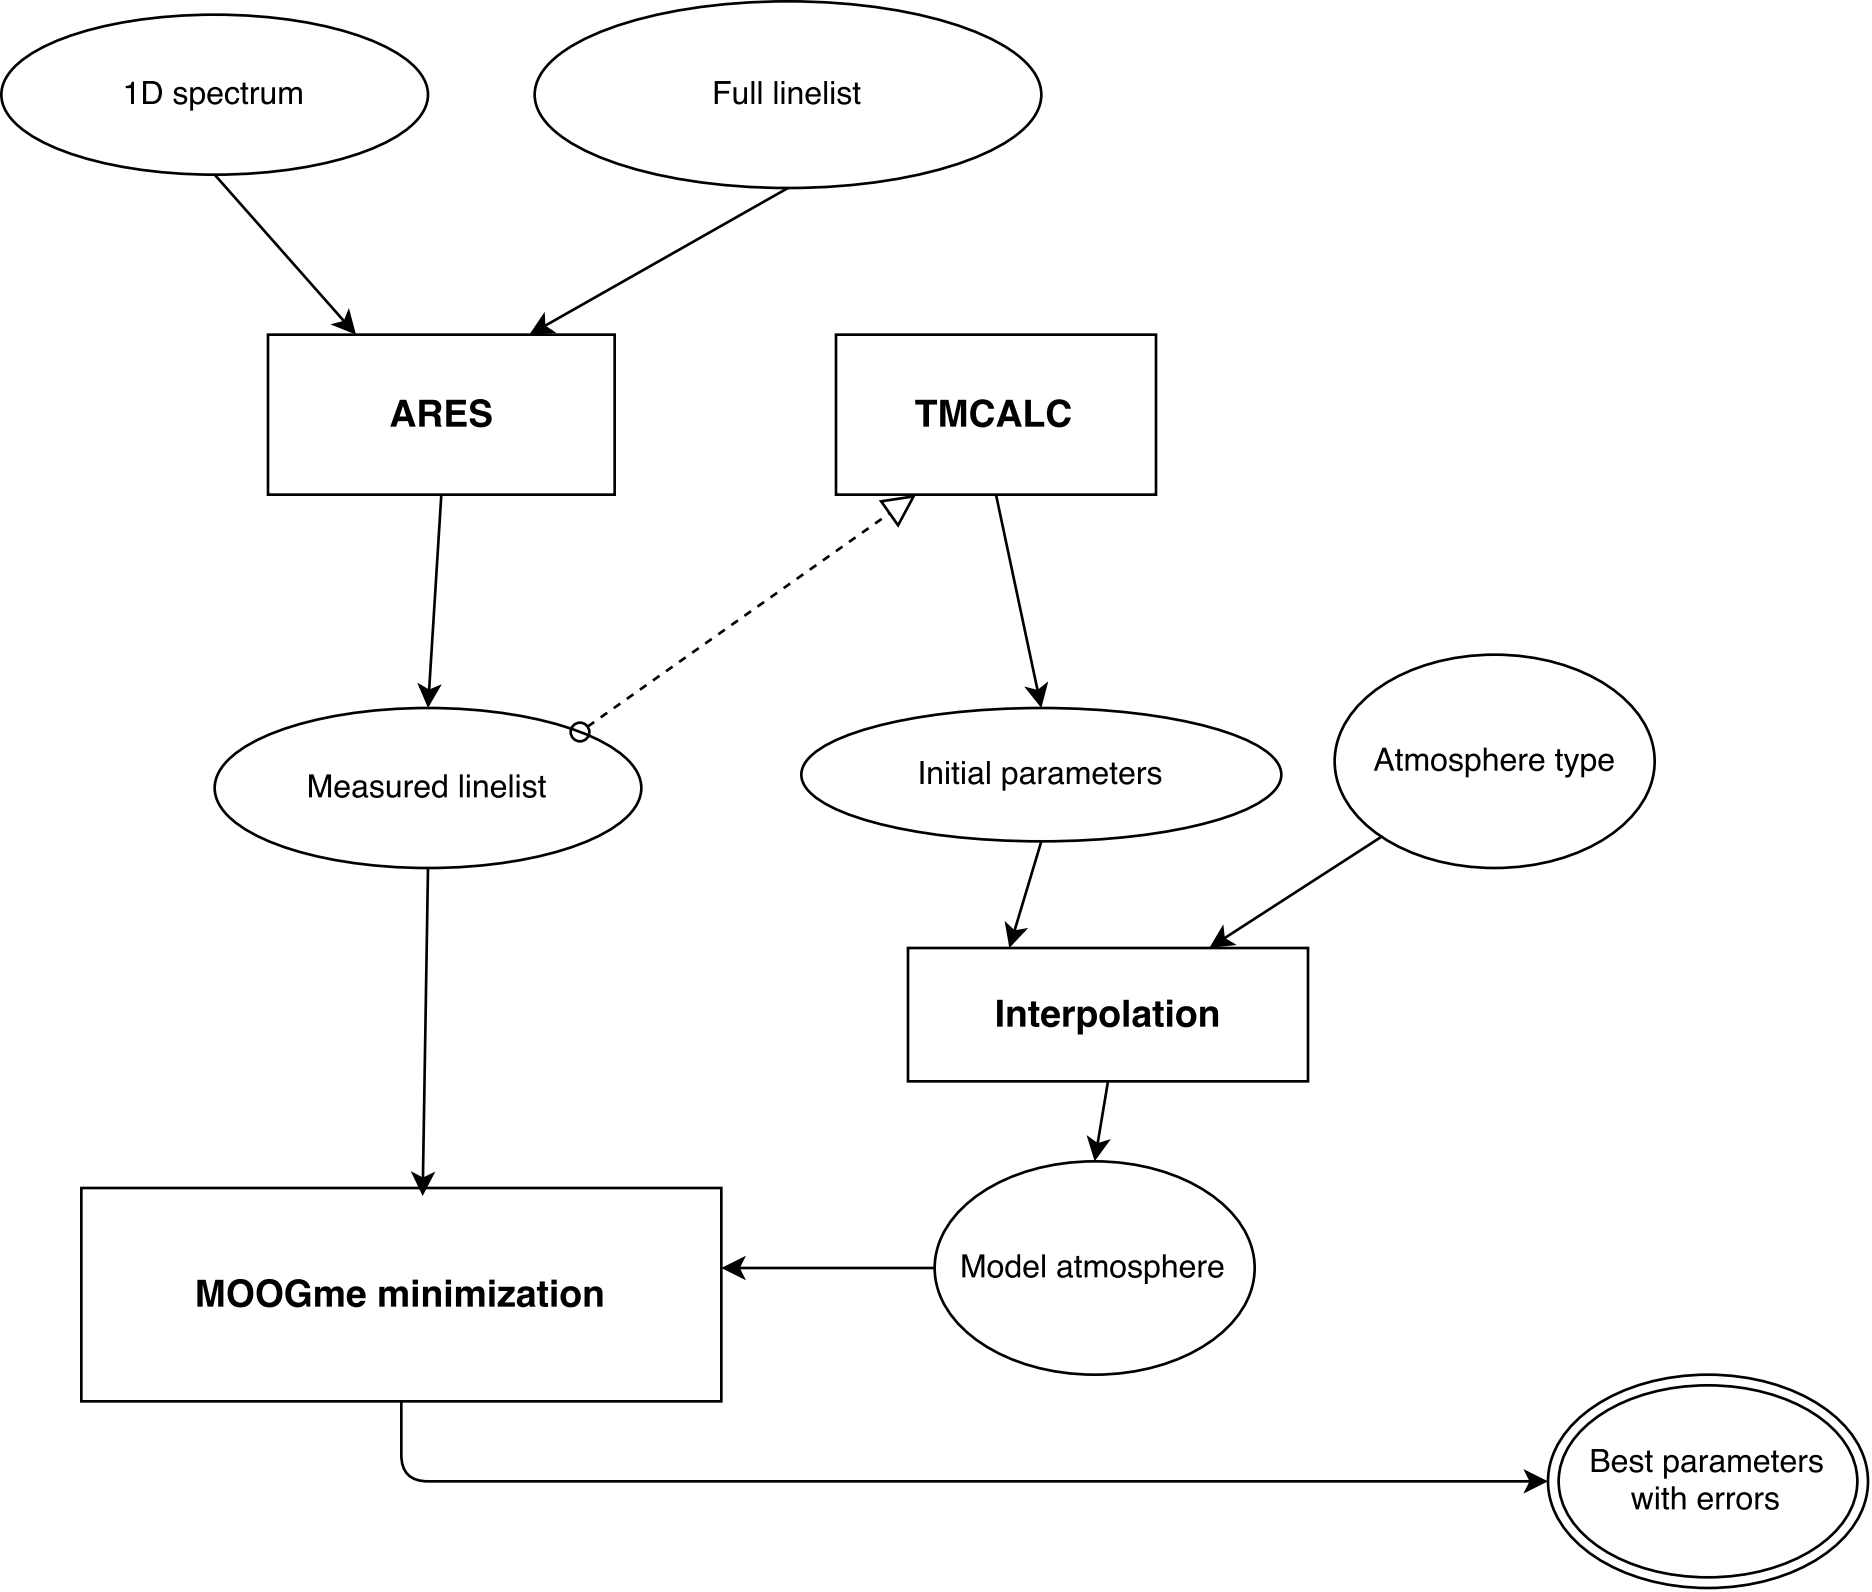 1D spectrum
Full linelist
ARES
TMCALC
Measured linelist
Initial parameters
Atmosphere type
Interpolation
MOOGme minimization
Model atmosphere
Best parameters
with errors